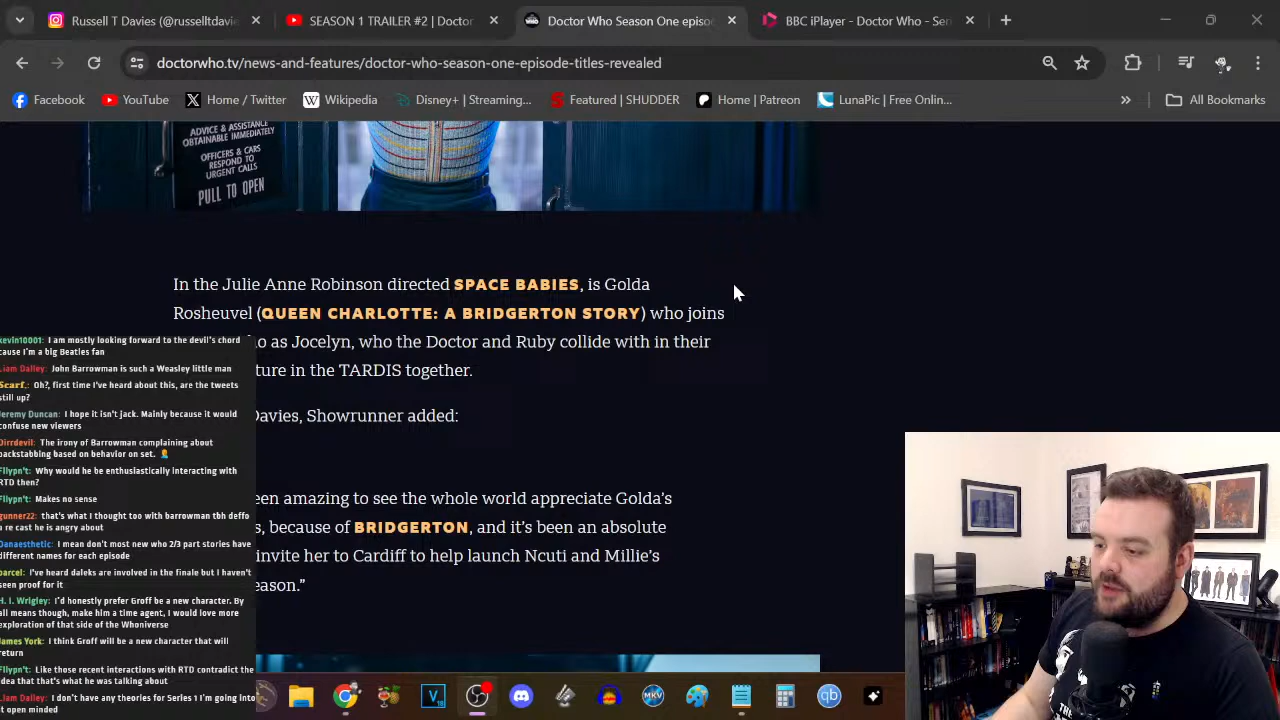 Russell T Davies (@russelltdavie
SEASON 1 TRAILER #2 | Doctor
Doctor Who Season One episo
BBC iPlayer - Doctor Who - Seri
doctorwho.tv/news-and-features/doctor-who-season-one-episode-titles-revealed
Facebook
YouTube
Home / Twitter
Wikipedia
Disney+ | Streaming...
Featured | SHUDDER
Home | Patreon
LunaPic | Free Onlin...
All Bookmarks
ADVICE & ASSISTANCE
OBTAINABLE IMMEDIATELY
OFFICERS & CARS
RESPOND TO
URGENT CALLS
PULL TO OPEN
In the Julie Anne Robinson directed SPACE BABIES, is Golda
Rosheuvel (QUEEN CHARLOTTE: A BRIDGERTON STORY) who joins
ho as Jocelyn, who the Doctor and Ruby collide with in their
ture in the TARDIS together.
Davies, Showrunner added:
een amazing to see the whole world appreciate Golda's
s, because of BRIDGERTON, and it's been an absolute
invite her to Cardiff to help launch Ncuti and Millie's
eason.”
kevin10001: I am mostly looking forward to the devil's chord
cause I'm a big Beatles fan
Liam Dalley: John Barrowman is such a Weasley little man
Scarf.: Oh?, first time I've heard about this, are the tweets
still up?
Jeremy Duncan: I hope it isn't jack. Mainly because it would
confuse new viewers
Dirrdevil: The irony of Barrowman complaining about
backstabbing based on behavior on set.
Fllypn't: Why would he be enthusiastically interacting with
RTD then?
Fllypn't: Makes no sense
gunner22: that's what I thought too with barrowman tbh deffo
a re cast he is angry about
Danaesthetic: I mean don't most new who 2/3 part stories have
different names for each episode
parcel: I've heard daleks are involved in the finale but I haven't
seen proof for it
H. I. Wrigley: I'd honestly prefer Groff be a new character. By
all means though, make him a time agent, I would love more
exploration of that side of the Whoniverse
James York: I think Groff will be a new character that will
return
Fllypn't: Like those recent interactions with RTD contradict the
idea that that's what he was talking about
Liam Dalley: I don't have any theories for Series 1 I'm going into
it open minded